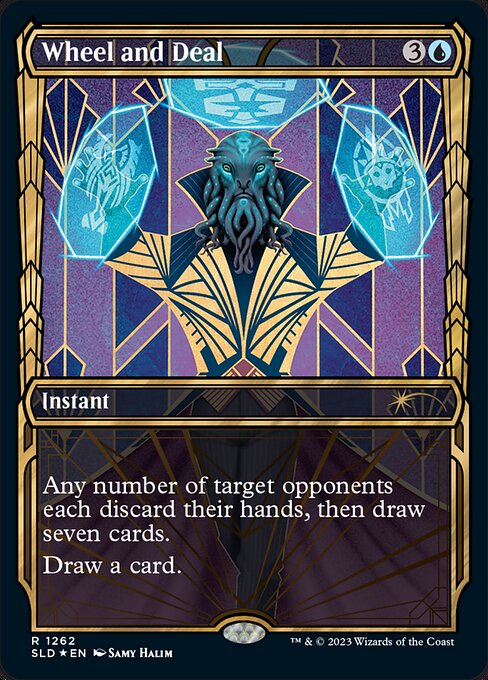 Wheel and Deal 3
Instant
Any number of target opponents
each discard their hands, then draw
seven cards.
Draw a card.
R 1262
SLD ★ EN Samy Halim
™ & © 2023 Wizards of the Coast